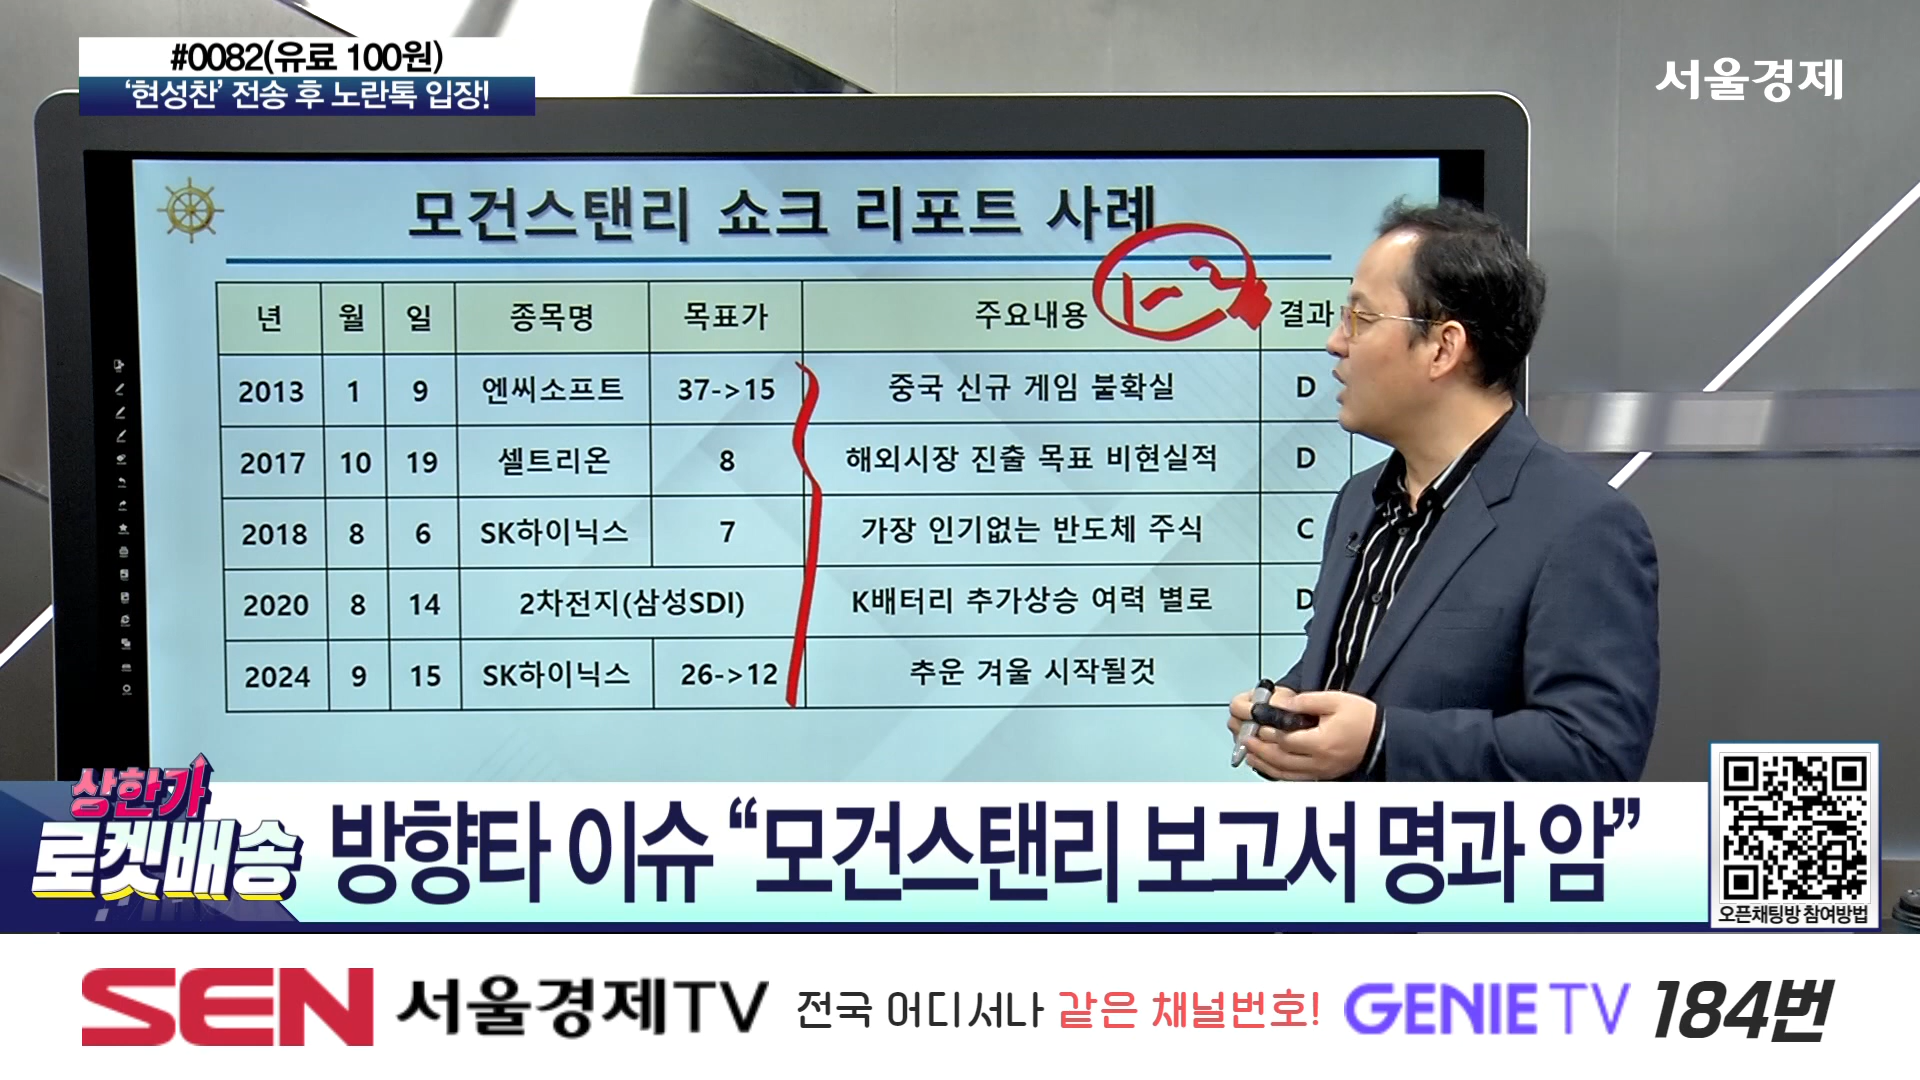 #0082(유료 100원)
‘현성찬’ 전송 후 노란톡 입장!
서울경제
모건스탠리 쇼크 리포트 사례
1-2
년 월 일 종목명 목표가 주요내용 결과
2013 1 9 엔씨소프트 37->15 중국 신규 게임 불확실 D
2017 10 19 셀트리온 8 해외시장 진출 목표 비현실적 D
2018 8 6 SK하이닉스 7 가장 인기없는 반도체 주식 C
2020 8 14 2차전지(삼성SDI) K배터리 추가상승 여력 별로 D
2024 9 15 SK하이닉스 26->12 추운 겨울 시작될것
상한가
로켓배송
방향타 이슈 “모건스탠리 보고서 명과 암”
오픈채팅방 참여방법
SEN 서울경제TV 전국 어디서나 같은 채널번호! GENIE TV 184번